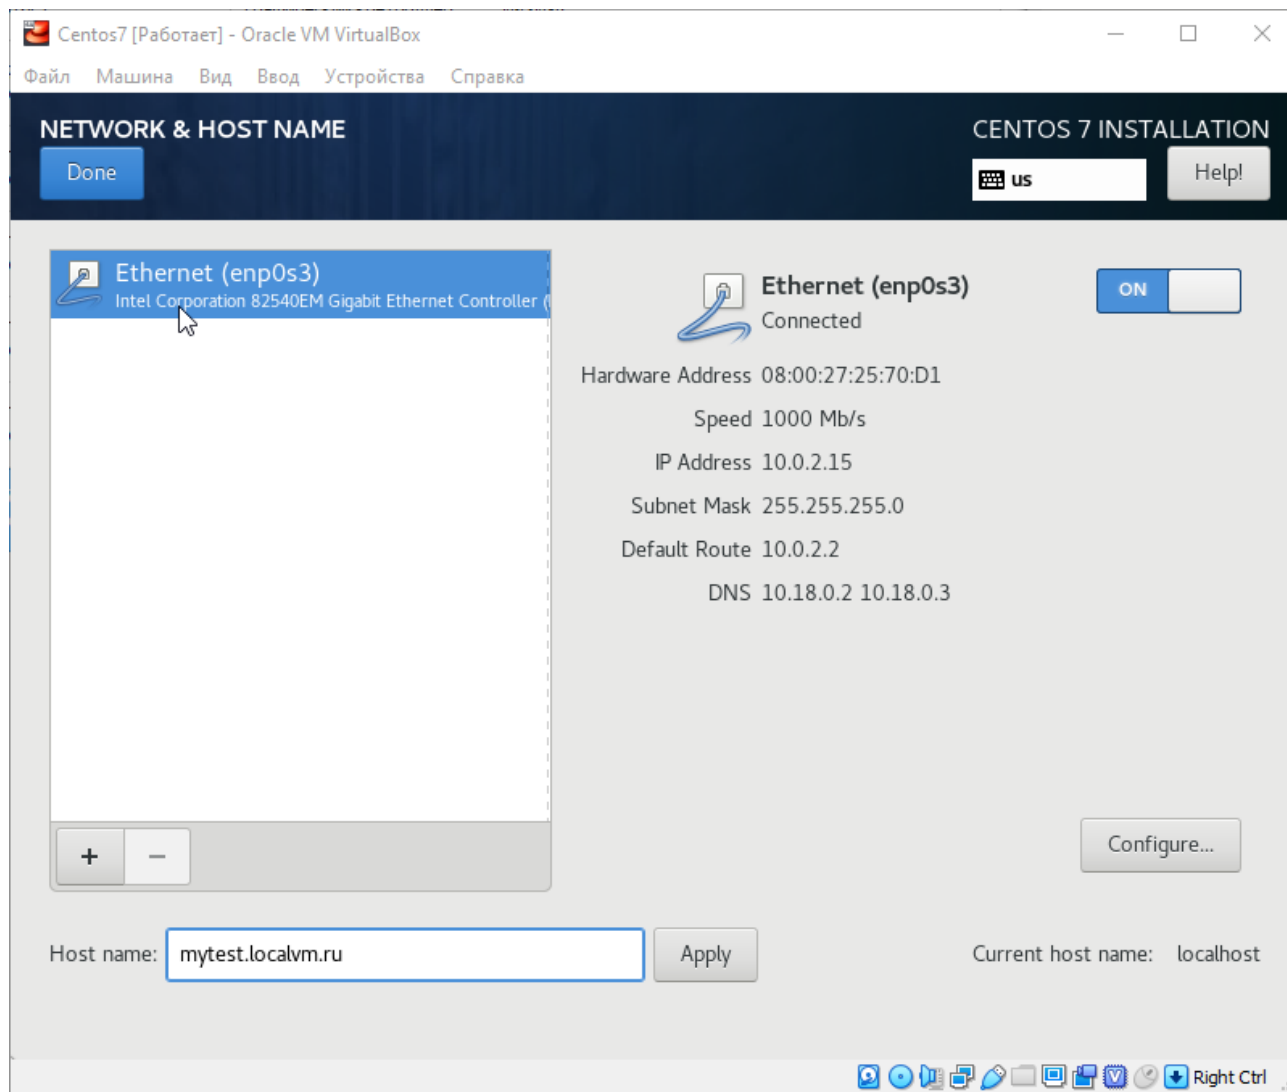 Centos7 [Работает] - Oracle VM VirtualBox
Файл Машина Вид Ввод Устройства Справка
NETWORK & HOST NAME
CENTOS 7 INSTALLATION
Done
us
Help!
Ethernet (enp0s3)
Intel Corporation 82540EM Gigabit Ethernet Controller (
Ethernet (enp0s3)
Connected
ON
Hardware Address 08:00:27:25:70:D1
Speed 1000 Mb/s
IP Address 10.0.2.15
Subnet Mask 255.255.255.0
Default Route 10.0.2.2
DNS 10.18.0.2 10.18.0.3
+ −
Configure...
Host name: mytest.localvm.ru Apply Current host name: localhost
Right Ctrl